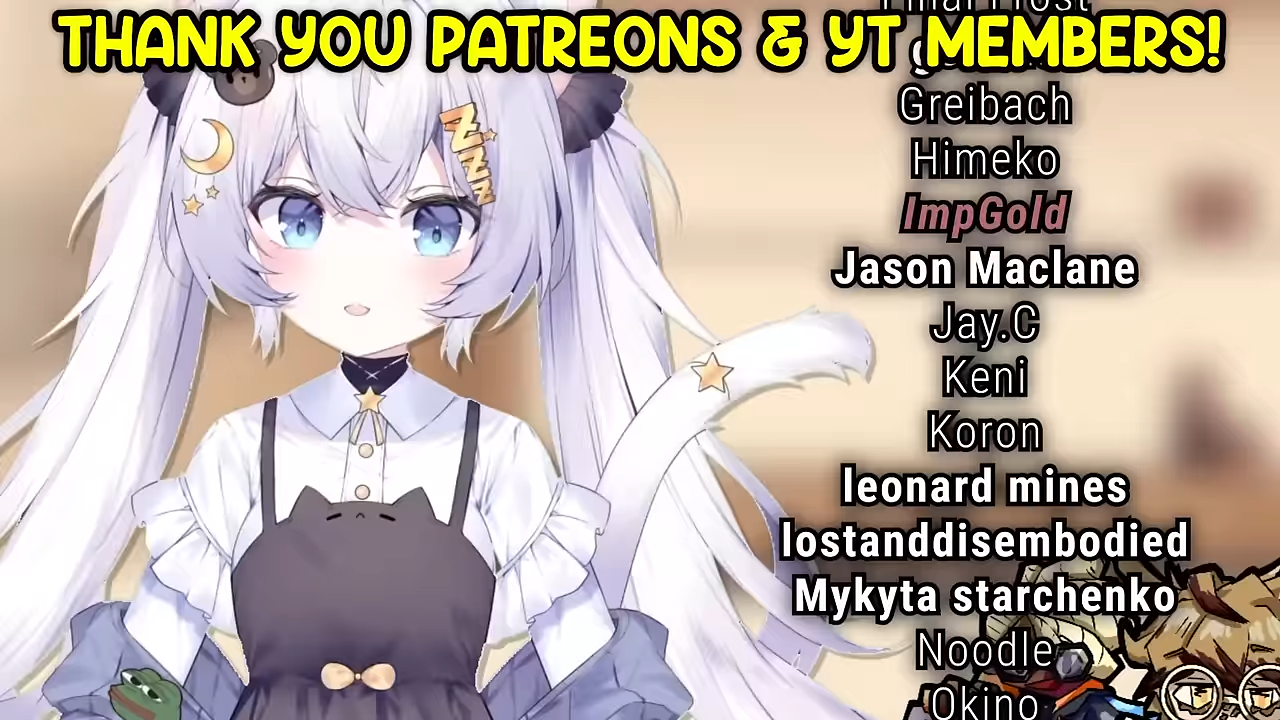 THANK YOU PATREONS & YT MEMBERS!
Greibach
Himeko
ImpGold
Jason Maclane
Jay.C
Keni
Koron
leonard mines
lostanddisembodied
Mykyta starchenko
Noodle
Okino
Zzzz